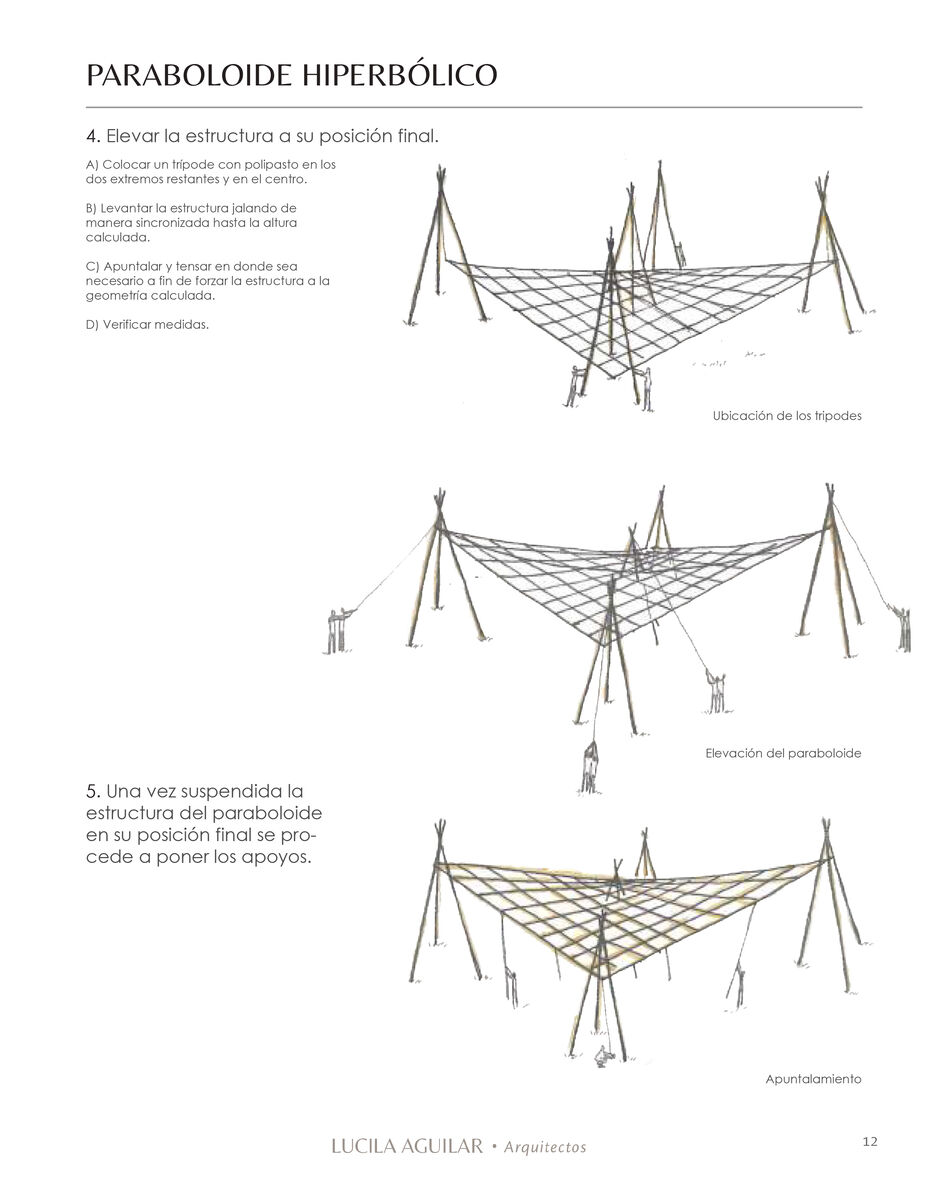 PARABOLOIDE HIPERBÓLICO
4. Elevar la estructura a su posición final.
A) Colocar un trípode con polipasto en los
dos extremos restantes y en el centro.
B) Levantar la estructura jalando de
manera sincronizada hasta la altura
calculada.
C) Apuntalar y tensar en donde sea
necesario a fin de forzar la estructura a la
geometría calculada.
D) Verificar medidas.
Ubicación de los tripodes
Elevación del paraboloide
5. Una vez suspendida la
estructura del paraboloide
en su posición final se pro-
cede a poner los apoyos.
Apuntalamiento
LUCILA AGUILAR • Arquitectos
12